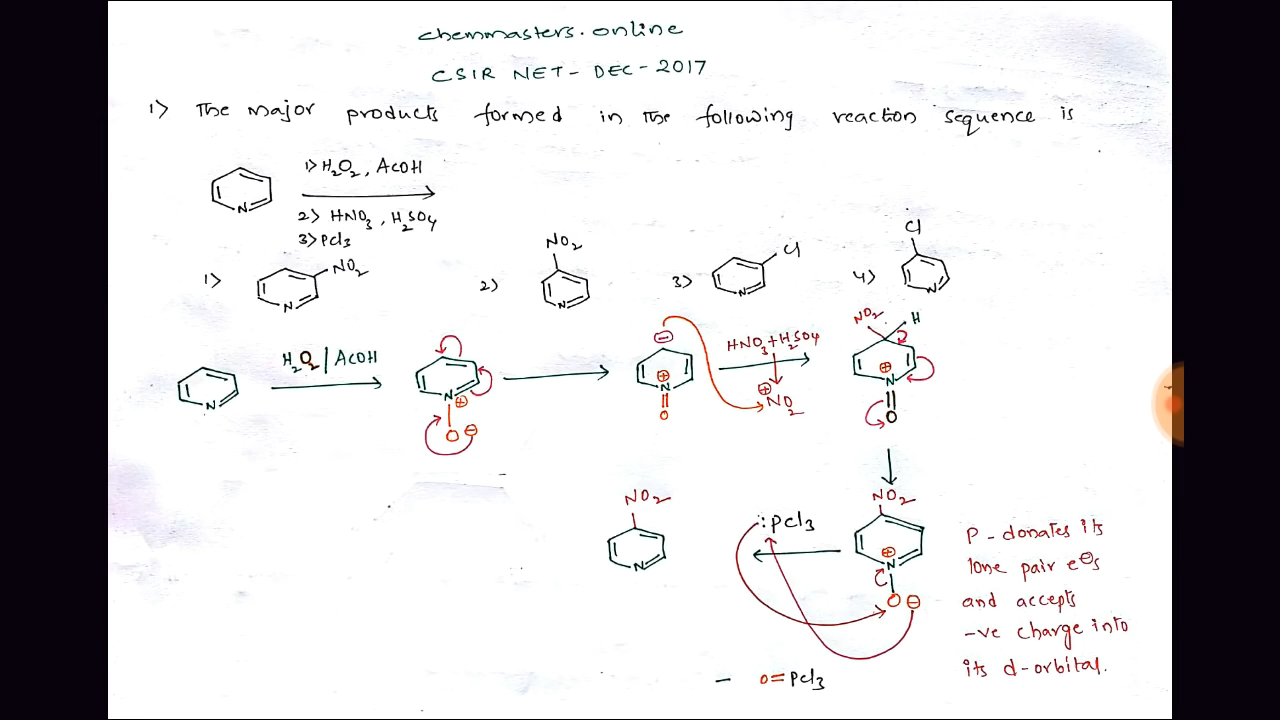 chemmasters.online
CSIR NET - DEC - 2017
1) The major products formed in the following reaction sequence is
1) H2O2, AcOH
N
2) HNO3, H2SO4
3) PCl3
1) NO2 N
2) NO2 N
3) Cl N
4) Cl N
N
H2O2 / AcOH
N ⊕
O ⊖
⊖
N ⊕
O
HNO3 + H2SO4
⊕ NO2
NO2 H
⊕ N
O
NO2
N
:PCl3
NO2
⊕ N
O ⊖
P - donates its
lone pair e⊖s
and accepts
-ve charge into
its d-orbital.
– O=PCl3